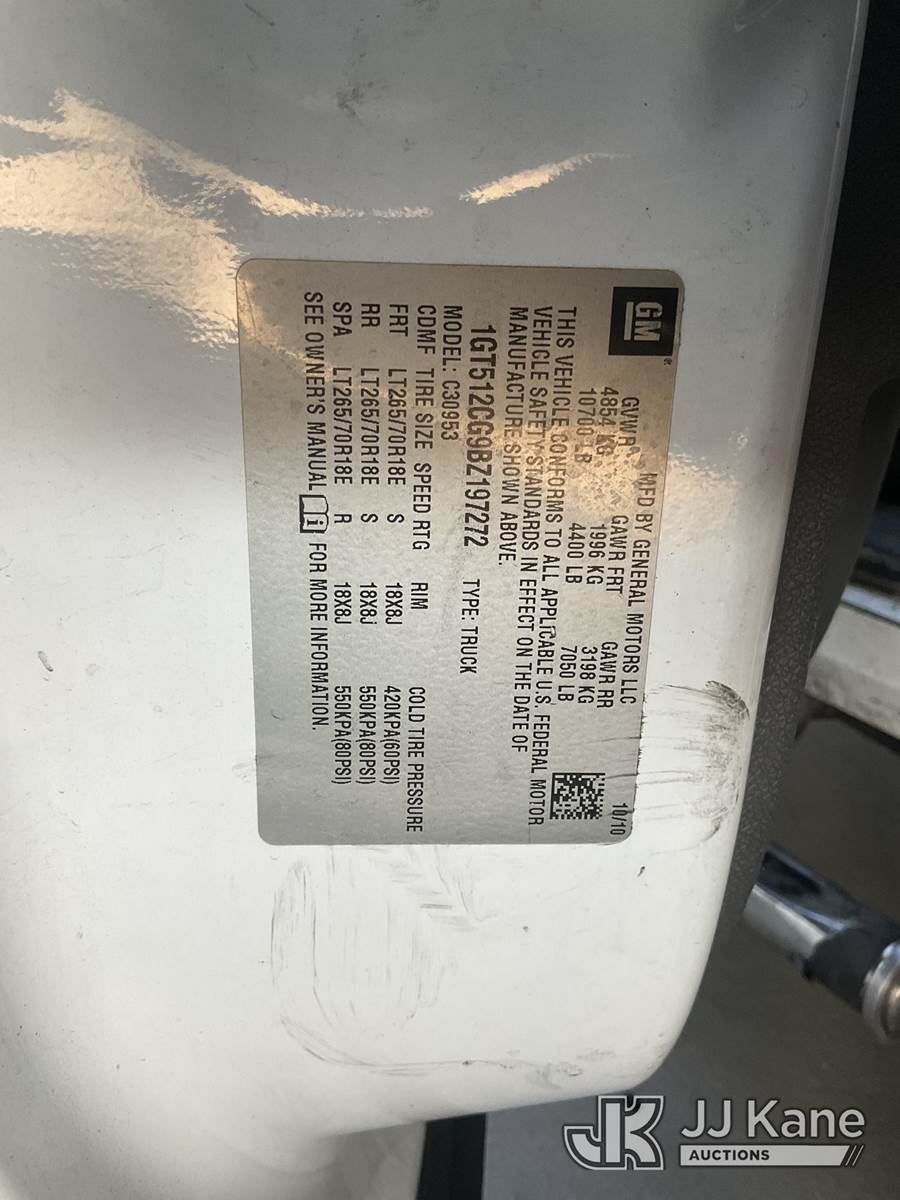 GM
®
MFD BY GENERAL MOTORS LLC 10/10
GVWR GAWR FRT GAWR RR
4854 KG 1996 KG 3198 KG
10700 LB 4400 LB 7050 LB
THIS VEHICLE CONFORMS TO ALL APPLICABLE U.S. FEDERAL MOTOR
VEHICLE SAFETY STANDARDS IN EFFECT ON THE DATE OF
MANUFACTURE SHOWN ABOVE.
1GT512CG9BZ197272 TYPE: TRUCK
MODEL: C30953
CDMF TIRE SIZE SPEED RTG RIM COLD TIRE PRESSURE
FRT LT265/70R18E S 18X8J 420KPA(60PSI)
RR LT265/70R18E S 18X8J 550KPA(80PSI)
SPA LT265/70R18E R 18X8J 550KPA(80PSI)
SEE OWNER'S MANUAL i FOR MORE INFORMATION.
JK JJ Kane
AUCTIONS